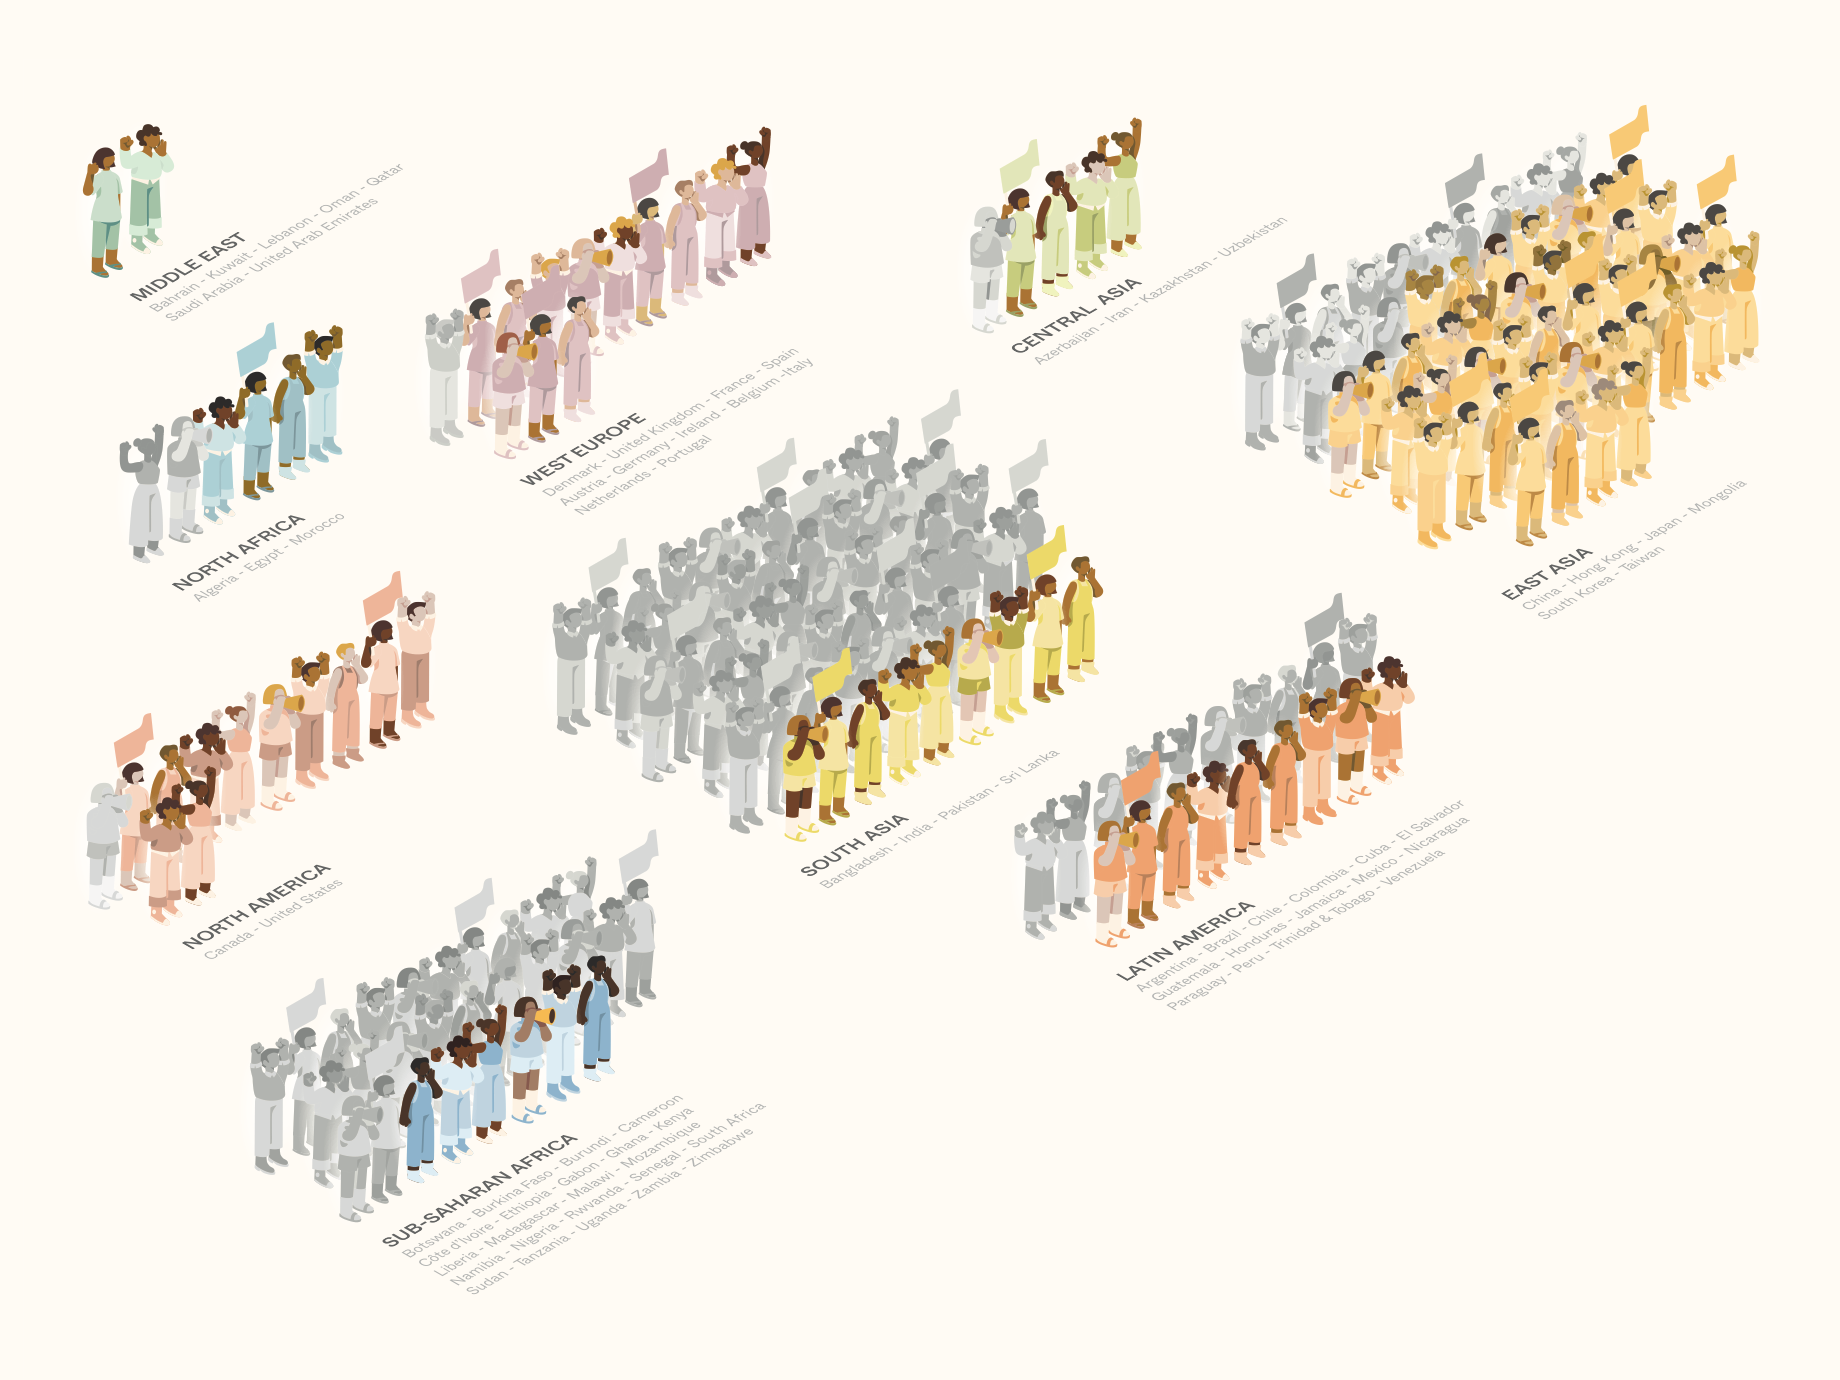 MIDDLE EAST
Bahrain - Kuwait - Lebanon - Oman - Qatar
Saudi Arabia - United Arab Emirates
WEST EUROPE
Denmark - United Kingdom - France - Spain
Austria - Germany - Ireland - Belgium -Italy
Netherlands - Portugal
CENTRAL ASIA
Azerbaijan - Iran - Kazakhstan - Uzbekistan
EAST ASIA
China - Hong Kong - Japan - Mongolia
South Korea - Taiwan
NORTH AFRICA
Algeria - Egypt - Morocco
SOUTH ASIA
Bangladesh - India - Pakistan - Sri Lanka
NORTH AMERICA
Canada - United States
LATIN AMERICA
Argentina - Brazil - Chile - Colombia - Cuba - El Salvador
Guatemala - Honduras - Jamaica - Mexico - Nicaragua
Paraguay - Peru - Trinidad & Tobago - Venezuela
SUB-SAHARAN AFRICA
Botswana - Burkina Faso - Burundi - Cameroon
Côte d'Ivoire - Ethiopia - Gabon - Ghana - Kenya
Liberia - Madagascar - Malawi - Mozambique
Namibia - Nigeria - Rwvanda - Senegal - South Africa
Sudan - Tanzania - Uganda - Zambia - Zimbabwe